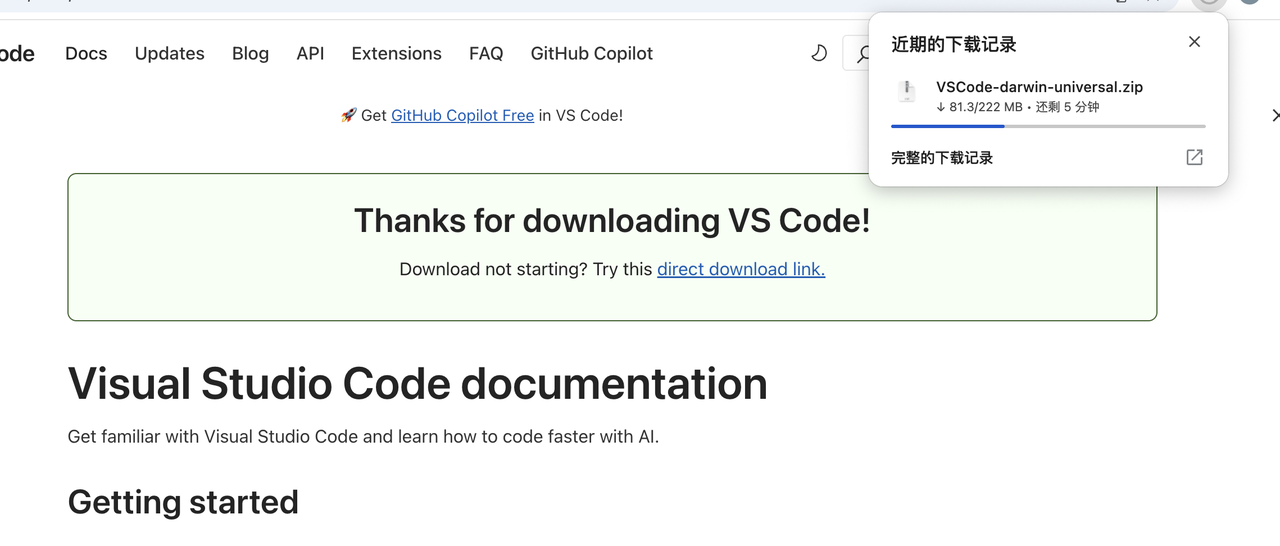 ode Docs Updates Blog API Extensions FAQ GitHub Copilot
近期的下载记录
VSCode-darwin-universal.zip
↓ 81.3/222 MB • 还剩 5 分钟
完整的下载记录
🚀 Get GitHub Copilot Free in VS Code!
Thanks for downloading VS Code!
Download not starting? Try this direct download link.
Visual Studio Code documentation
Get familiar with Visual Studio Code and learn how to code faster with AI.
Getting started